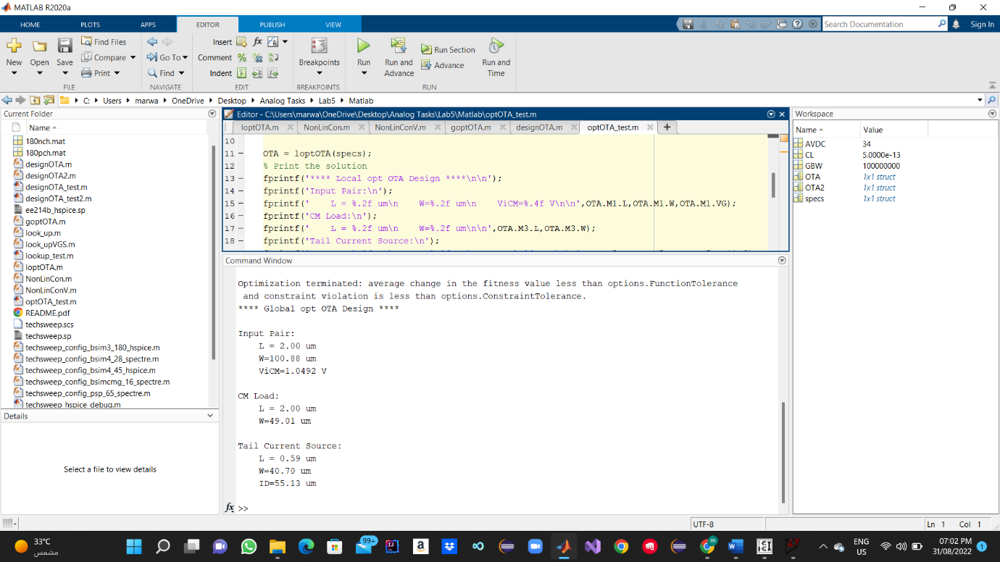 MATLAB R2020a
HOME PLOTS APPS EDITOR PUBLISH VIEW Search Documentation Sign In
New Open Save Find Files Compare Print
Go To Find
Insert Comment Indent
Breakpoints
Run Run and Advance Run Section Advance Run and Time
FILE NAVIGATE EDIT BREAKPOINTS RUN
C: Users marwa OneDrive Desktop Analog Tasks Lab5 Matlab
Current Folder
Name
180nch.mat
180pch.mat
designOTA.m
designOTA2.m
designOTA_test.m
designOTA_test2.m
ee214b_hspice.sp
goptOTA.m
look_up.m
look_upVGS.m
lookup_test.m
loptOTA.m
NonLinCon.m
NonLinConV.m
optOTA_test.m
README.pdf
techsweep.scs
techsweep.sp
techsweep_config_bsim3_180_hspice.m
techsweep_config_bsim4_28_spectre.m
techsweep_config_bsim4_45_hspice.m
techsweep_config_bsimcmg_16_spectre.m
techsweep_config_psp_65_spectre.m
techsweep_hspice_debug.m
Details
Select a file to view details
Editor - C:\Users\marwa\OneDrive\Desktop\Analog Tasks\Lab5\Matlab\optOTA_test.m
loptOTA.m NonLinCon.m NonLinConV.m goptOTA.m designOTA.m optOTA_test.m
10
11 OTA = loptOTA(specs);
12 % Print the solution
13 fprintf('**** Local opt OTA Design ****\n\n');
14 fprintf('Input Pair:\n');
15 fprintf(' L = %.2f um\n W=%.2f um\n ViCM=%.4f V\n\n',OTA.M1.L,OTA.M1.W,OTA.M1.VG);
16 fprintf('CM Load:\n');
17 fprintf(' L = %.2f um\n W=%.2f um\n\n',OTA.M3.L,OTA.M3.W);
18 fprintf('Tail Current Source:\n');
Command Window
Optimization terminated: average change in the fitness value less than options.FunctionTolerance
and constraint violation is less than options.ConstraintTolerance.
**** Global opt OTA Design ****
Input Pair:
L = 2.00 um
W=100.88 um
ViCM=1.0492 V
CM Load:
L = 2.00 um
W=49.01 um
Tail Current Source:
L = 0.59 um
W=40.70 um
ID=55.13 um
fx >>
Workspace
Name Value
AVDC 34
CL 5.0000e-13
GBW 100000000
OTA 1x1 struct
OTA2 1x1 struct
specs 1x1 struct
UTF-8 Ln 1 Col 1
33°C
مشمس
99+
ENG
US
07:02 PM
31/08/2022
1